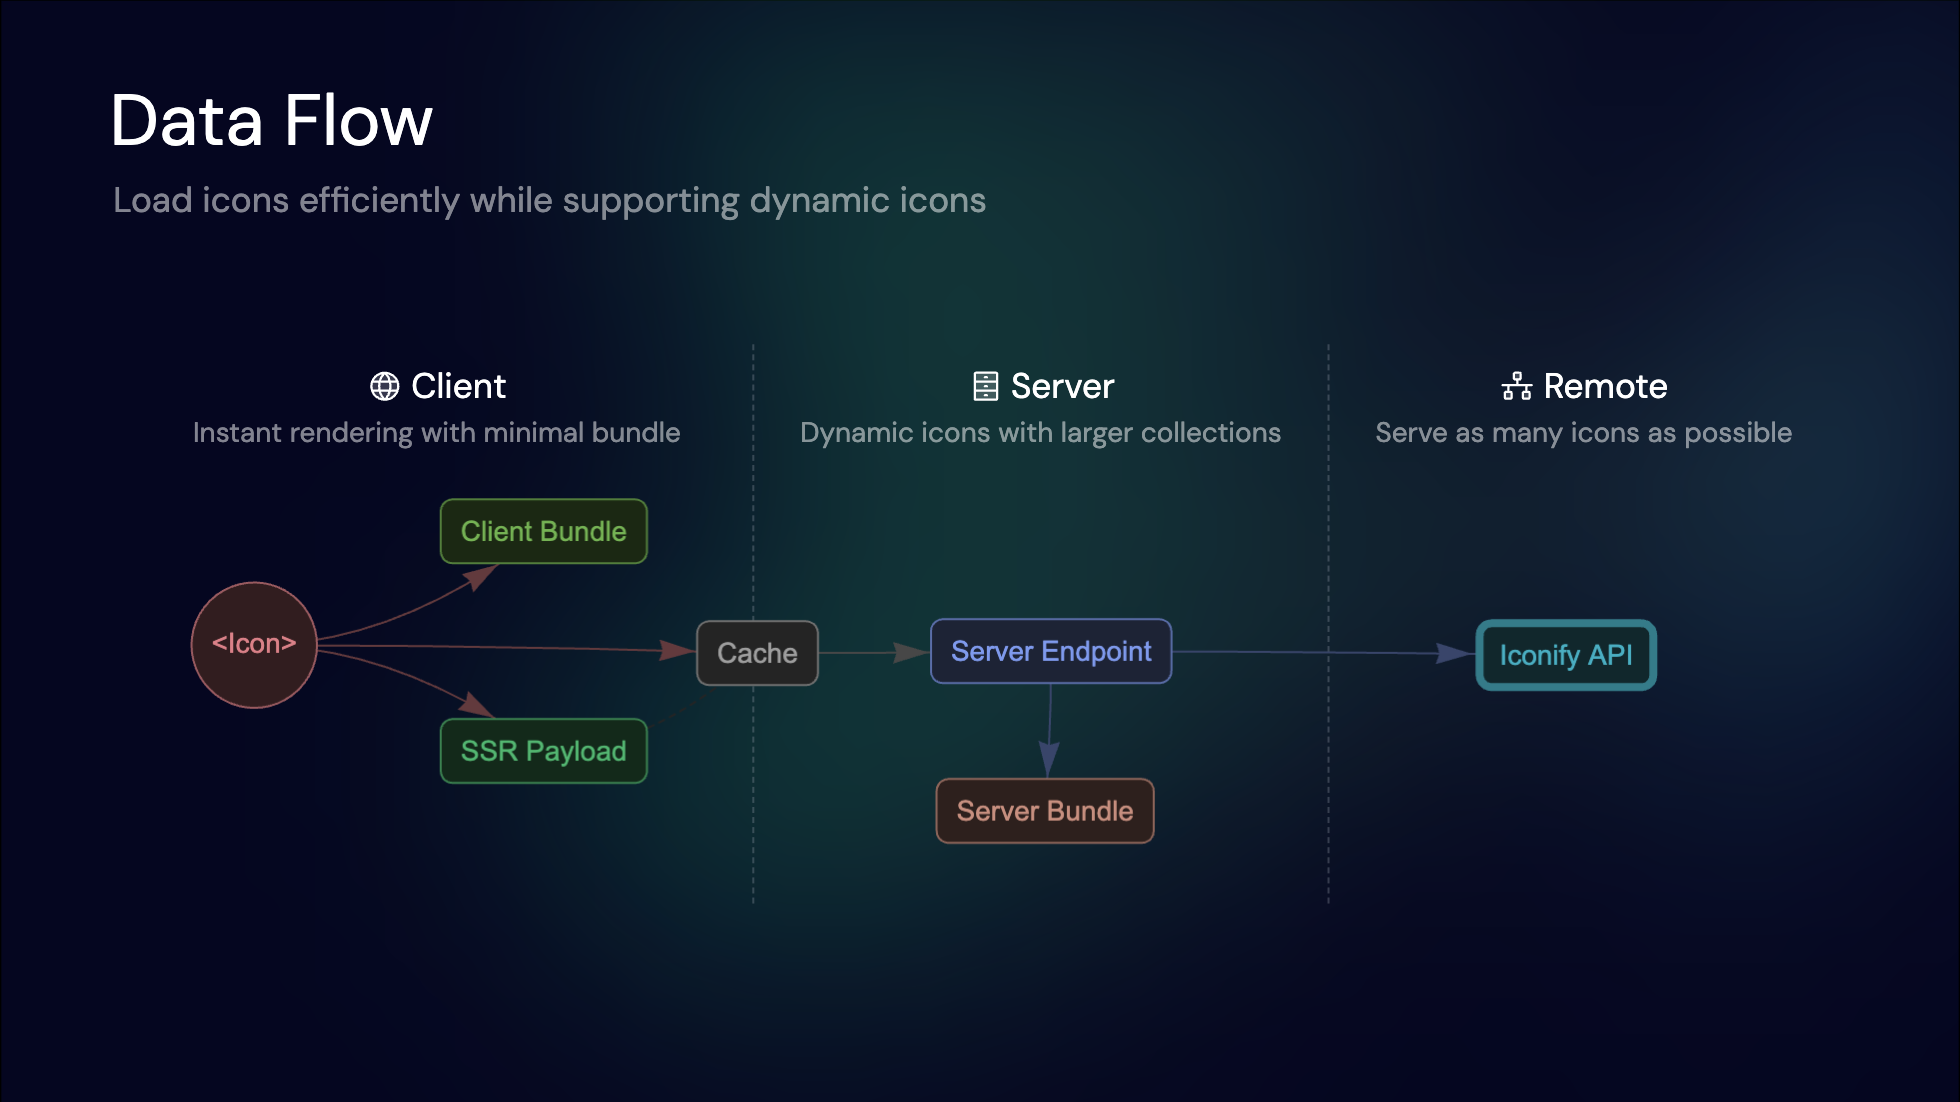 Data Flow
Load icons efficiently while supporting dynamic icons
Client
Instant rendering with minimal bundle
Server
Dynamic icons with larger collections
Remote
Serve as many icons as possible
Client Bundle
<Icon>
Cache
Server Endpoint
Iconify API
SSR Payload
Server Bundle